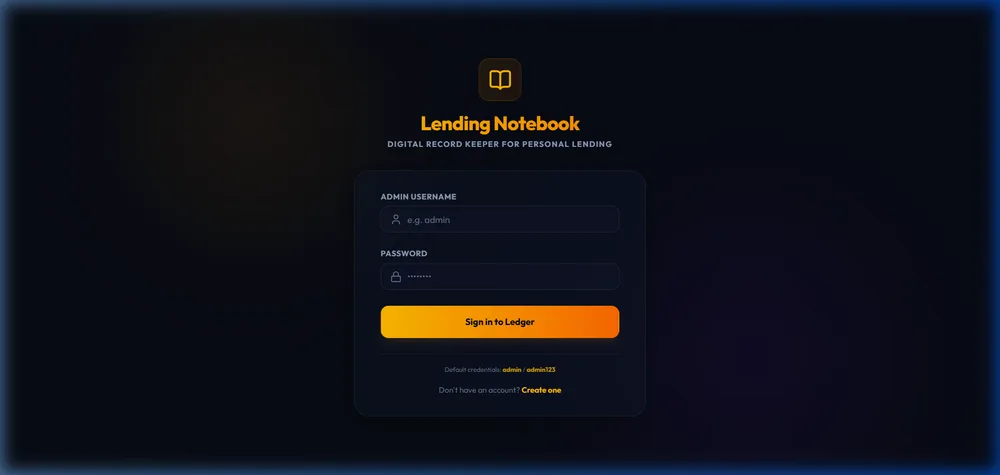 Lending Notebook
DIGITAL RECORD KEEPER FOR PERSONAL LENDING
ADMIN USERNAME
e.g. admin
PASSWORD
••••••••
Sign in to Ledger
Default credentials: admin / admin123
Don't have an account? Create one